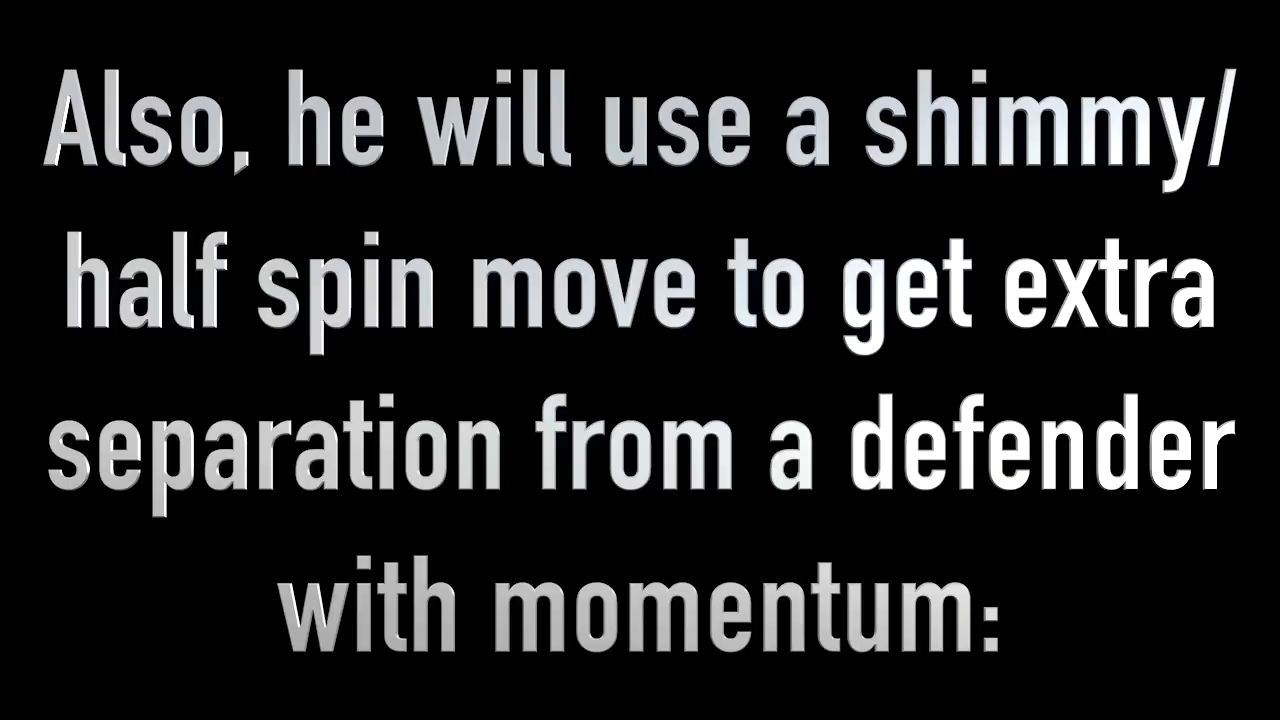 Also, he will use a shimmy/
half spin move to get extra
separation from a defender
with momentum: